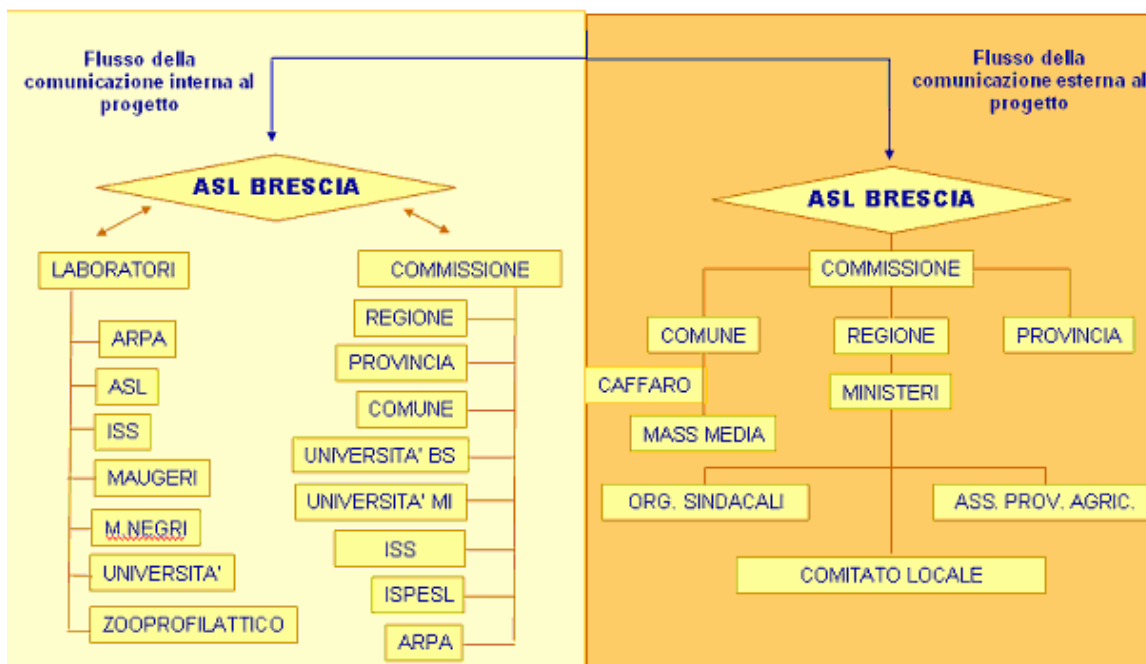 Flusso della
comunicazione interna al
progetto
ASL BRESCIA
LABORATORI
ARPA
ASL
ISS
MAUGERI
M.NEGRI
UNIVERSITA'
ZOOPROFILATTICO
COMMISSIONE
REGIONE
PROVINCIA
COMUNE
UNIVERSITA' BS
UNIVERSITA' MI
ISS
ISPESL
ARPA
Flusso della
comunicazione esterna al
progetto
ASL BRESCIA
COMMISSIONE
COMUNE
REGIONE
PROVINCIA
CAFFARO
MINISTERI
MASS MEDIA
ORG. SINDACALI
ASS. PROV. AGRIC.
COMITATO LOCALE